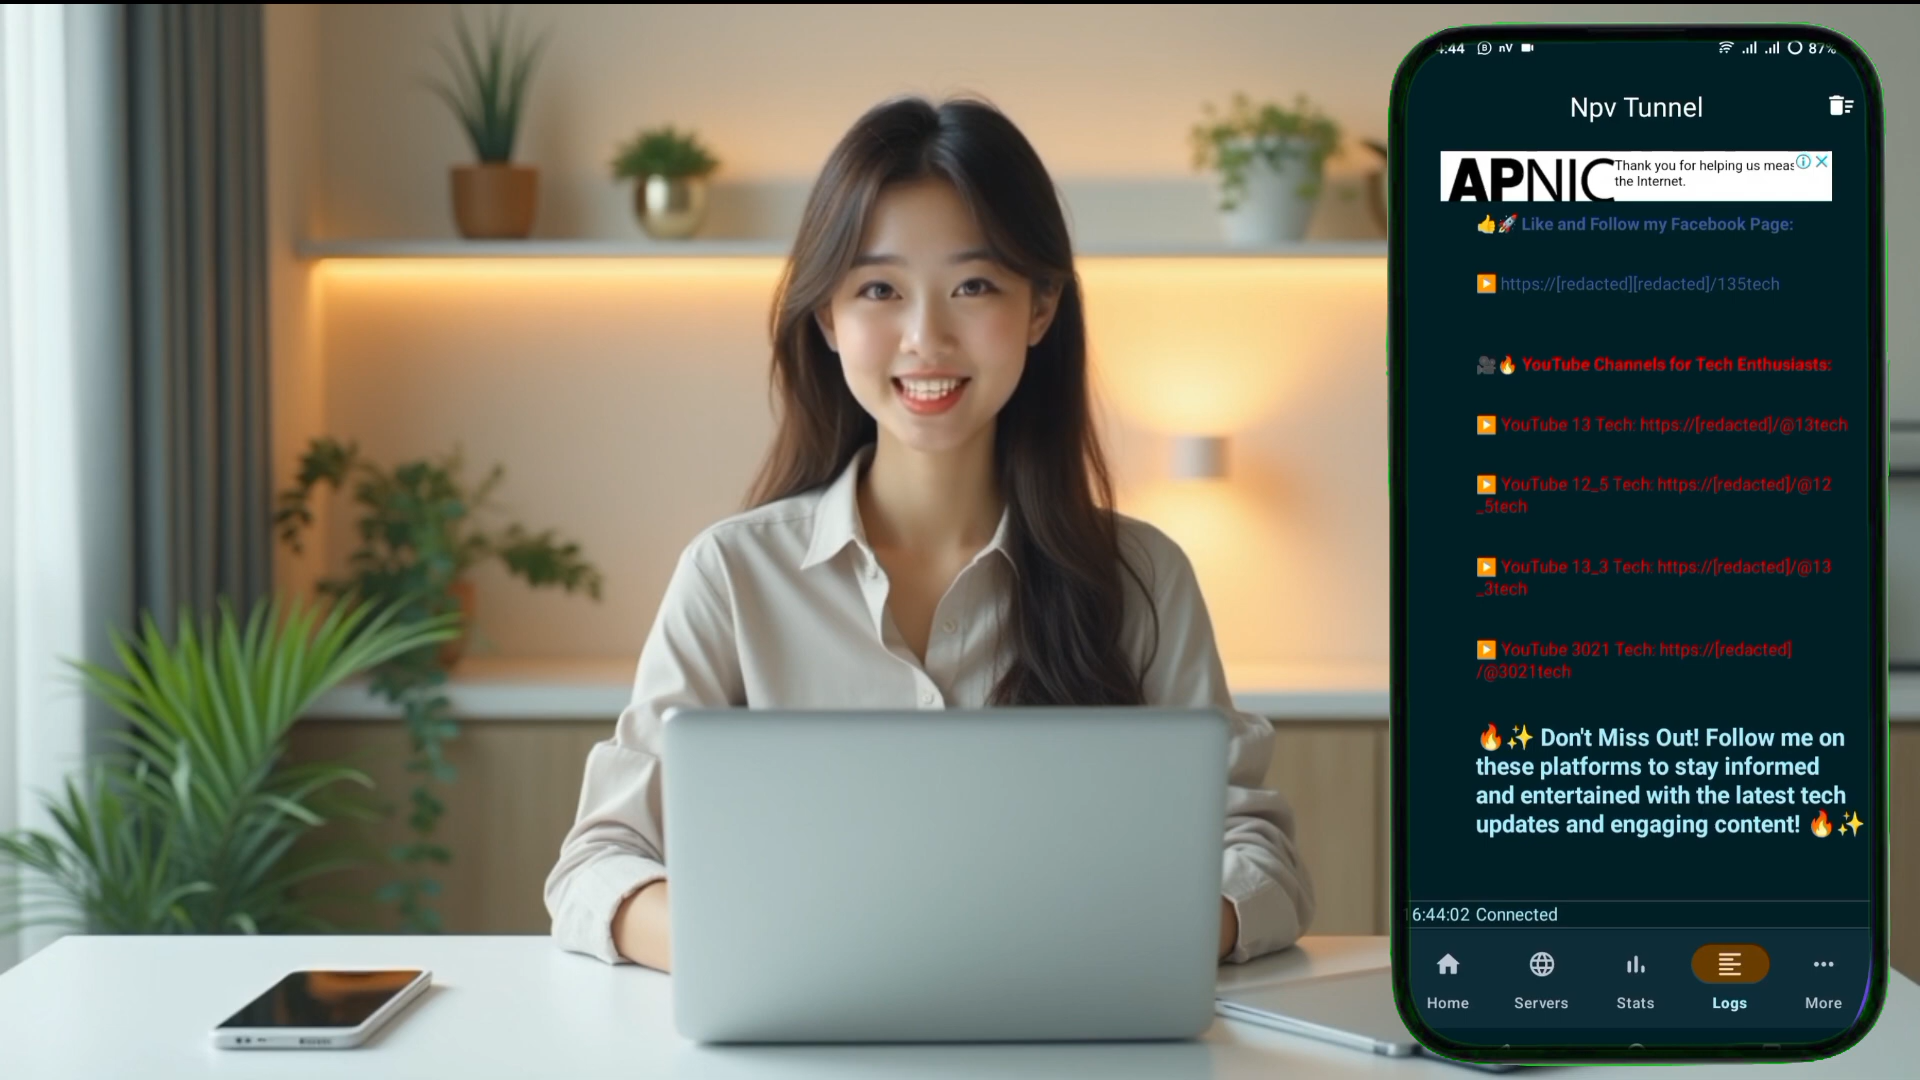 4:44 nV 87%
Npv Tunnel
APNIC
Thank you for helping us meas
the Internet.
👍🚀 Like and Follow my Facebook Page:
▶️ https://[redacted][redacted]/135tech
🎥🔥 YouTube Channels for Tech Enthusiasts:
▶️ YouTube 13 Tech: https://[redacted]/@13tech
▶️ YouTube 12_5 Tech: https://[redacted]/@12
_5tech
▶️ YouTube 13_3 Tech: https://[redacted]/@13
_3tech
▶️ YouTube 3021 Tech: https://[redacted]
/@3021tech
🔥✨ Don't Miss Out! Follow me on
these platforms to stay informed
and entertained with the latest tech
updates and engaging content! 🔥✨
16:44:02 Connected
Home Servers Stats Logs More